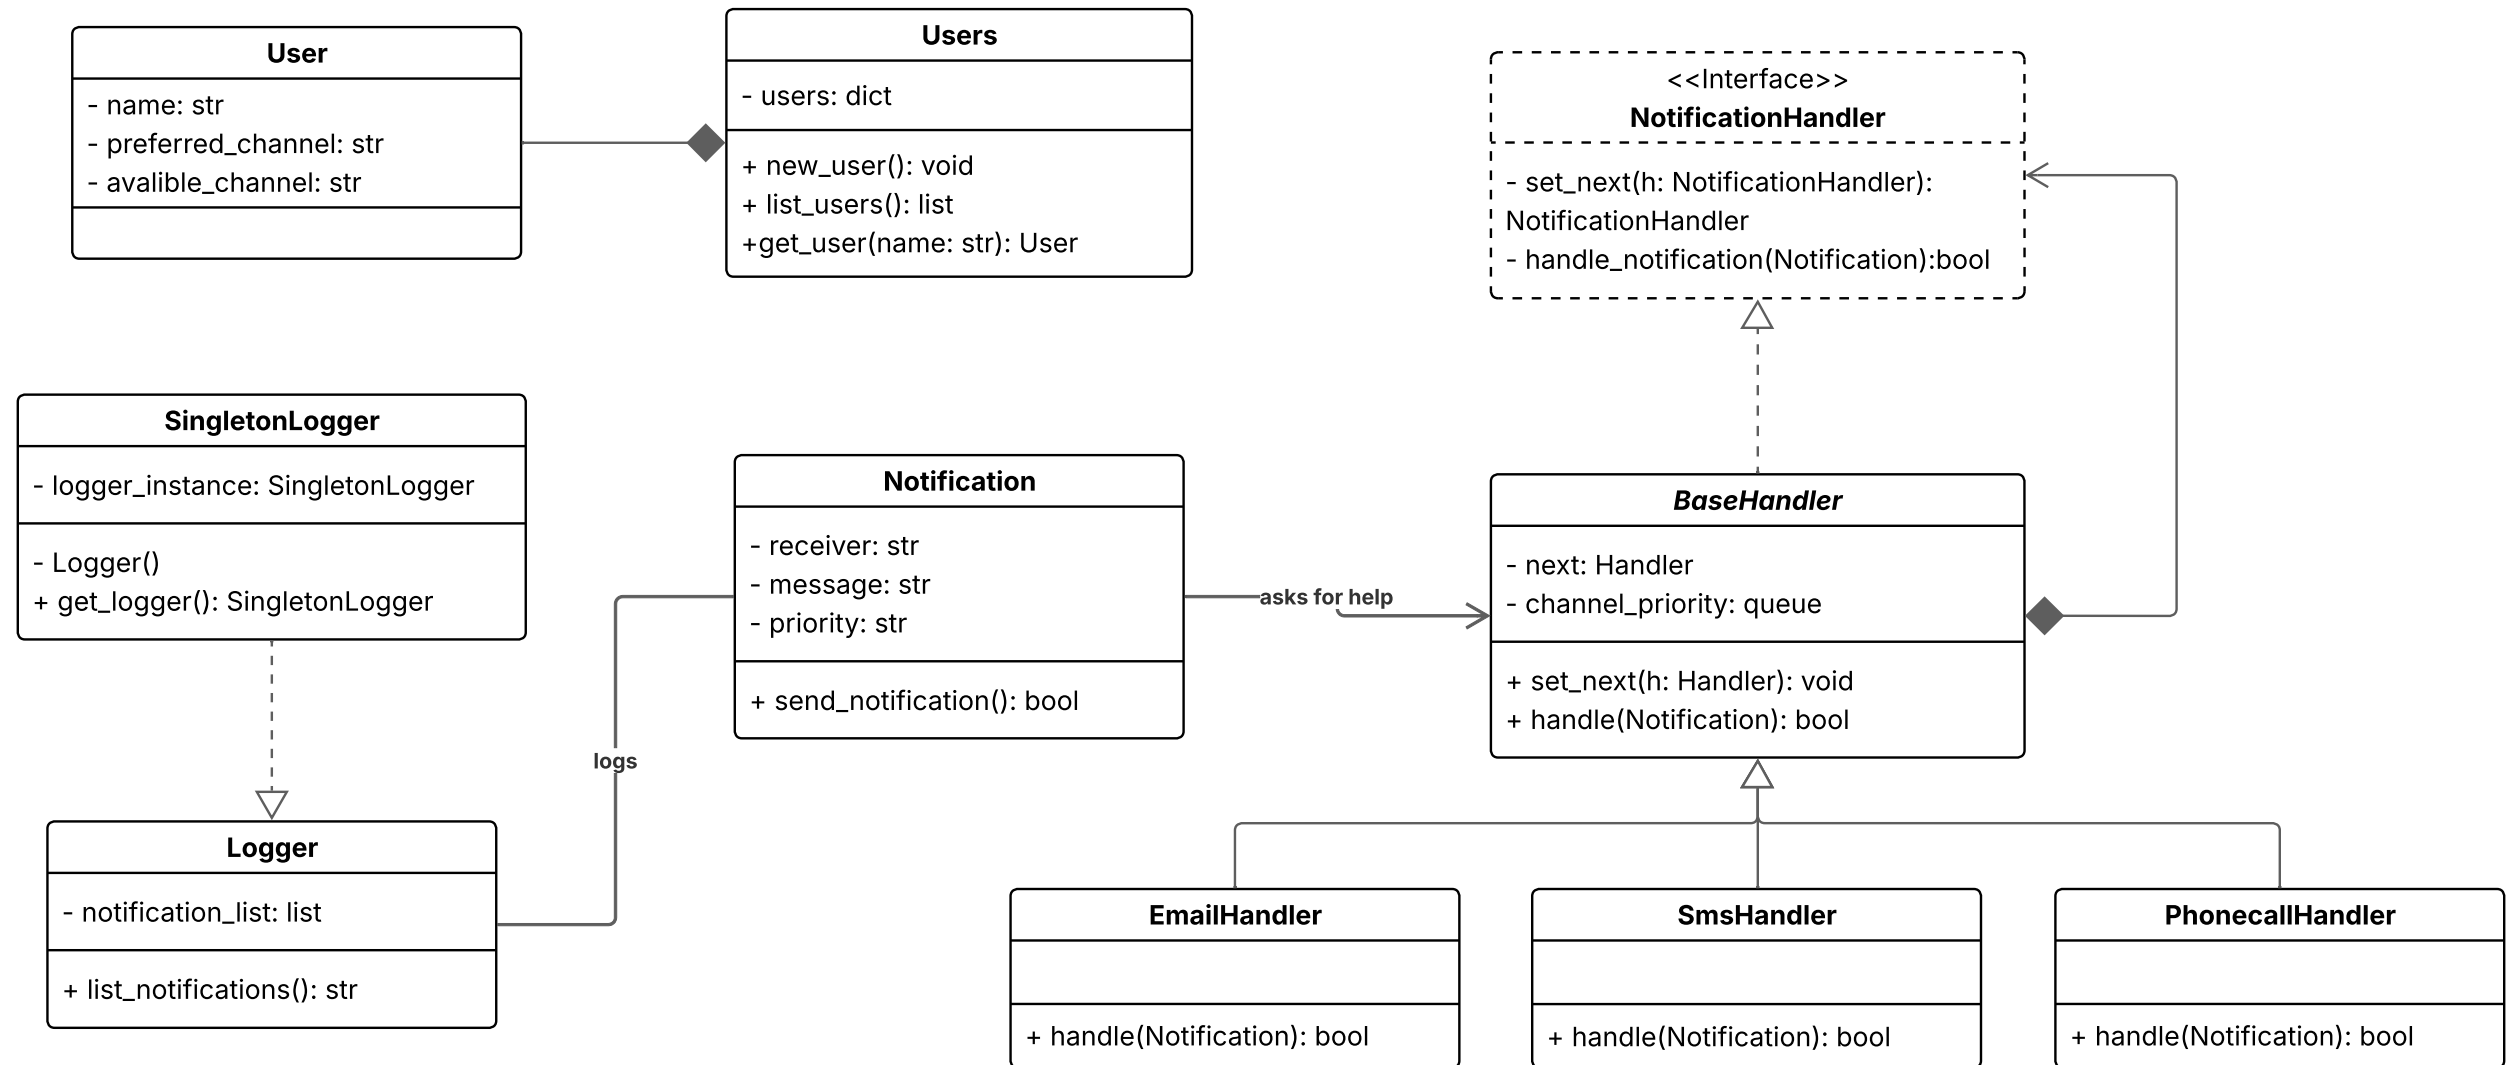 User
- name: str
- preferred_channel: str
- avalible_channel: str
Users
- users: dict
+ new_user(): void
+ list_users(): list
+get_user(name: str): User
<<Interface>>
NotificationHandler
- set_next(h: NotificationHandler):
NotificationHandler
- handle_notification(Notification):bool
SingletonLogger
- logger_instance: SingletonLogger
- Logger()
+ get_logger(): SingletonLogger
Notification
- receiver: str
- message: str
- priority: str
+ send_notification(): bool
asks for help
BaseHandler
- next: Handler
- channel_priority: queue
+ set_next(h: Handler): void
+ handle(Notification): bool
logs
Logger
- notification_list: list
+ list_notifications(): str
EmailHandler
+ handle(Notification): bool
SmsHandler
+ handle(Notification): bool
PhonecallHandler
+ handle(Notification): bool